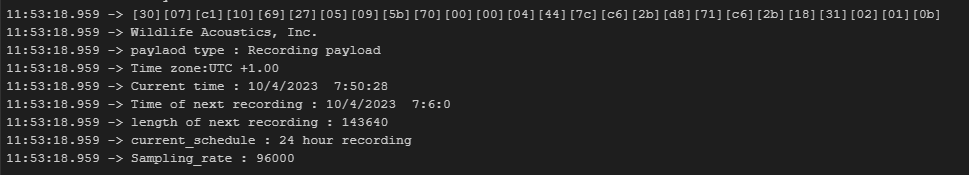 11:53:18.959 -> [30][07][c1][10][69][27][05][09][5b][70][00][00][04][44][7c][c6][2b][d8][71][c6][2b][18][31][02][01][0b]
11:53:18.959 -> Wildlife Acoustics, Inc.
11:53:18.959 -> paylaod type : Recording payload
11:53:18.959 -> Time zone:UTC +1.00
11:53:18.959 -> Current time : 10/4/2023  7:50:28
11:53:18.959 -> Time of next recording : 10/4/2023  7:6:0
11:53:18.959 -> length of next recording : 143640
11:53:18.959 -> current_schedule : 24 hour recording
11:53:18.959 -> Sampling_rate : 96000